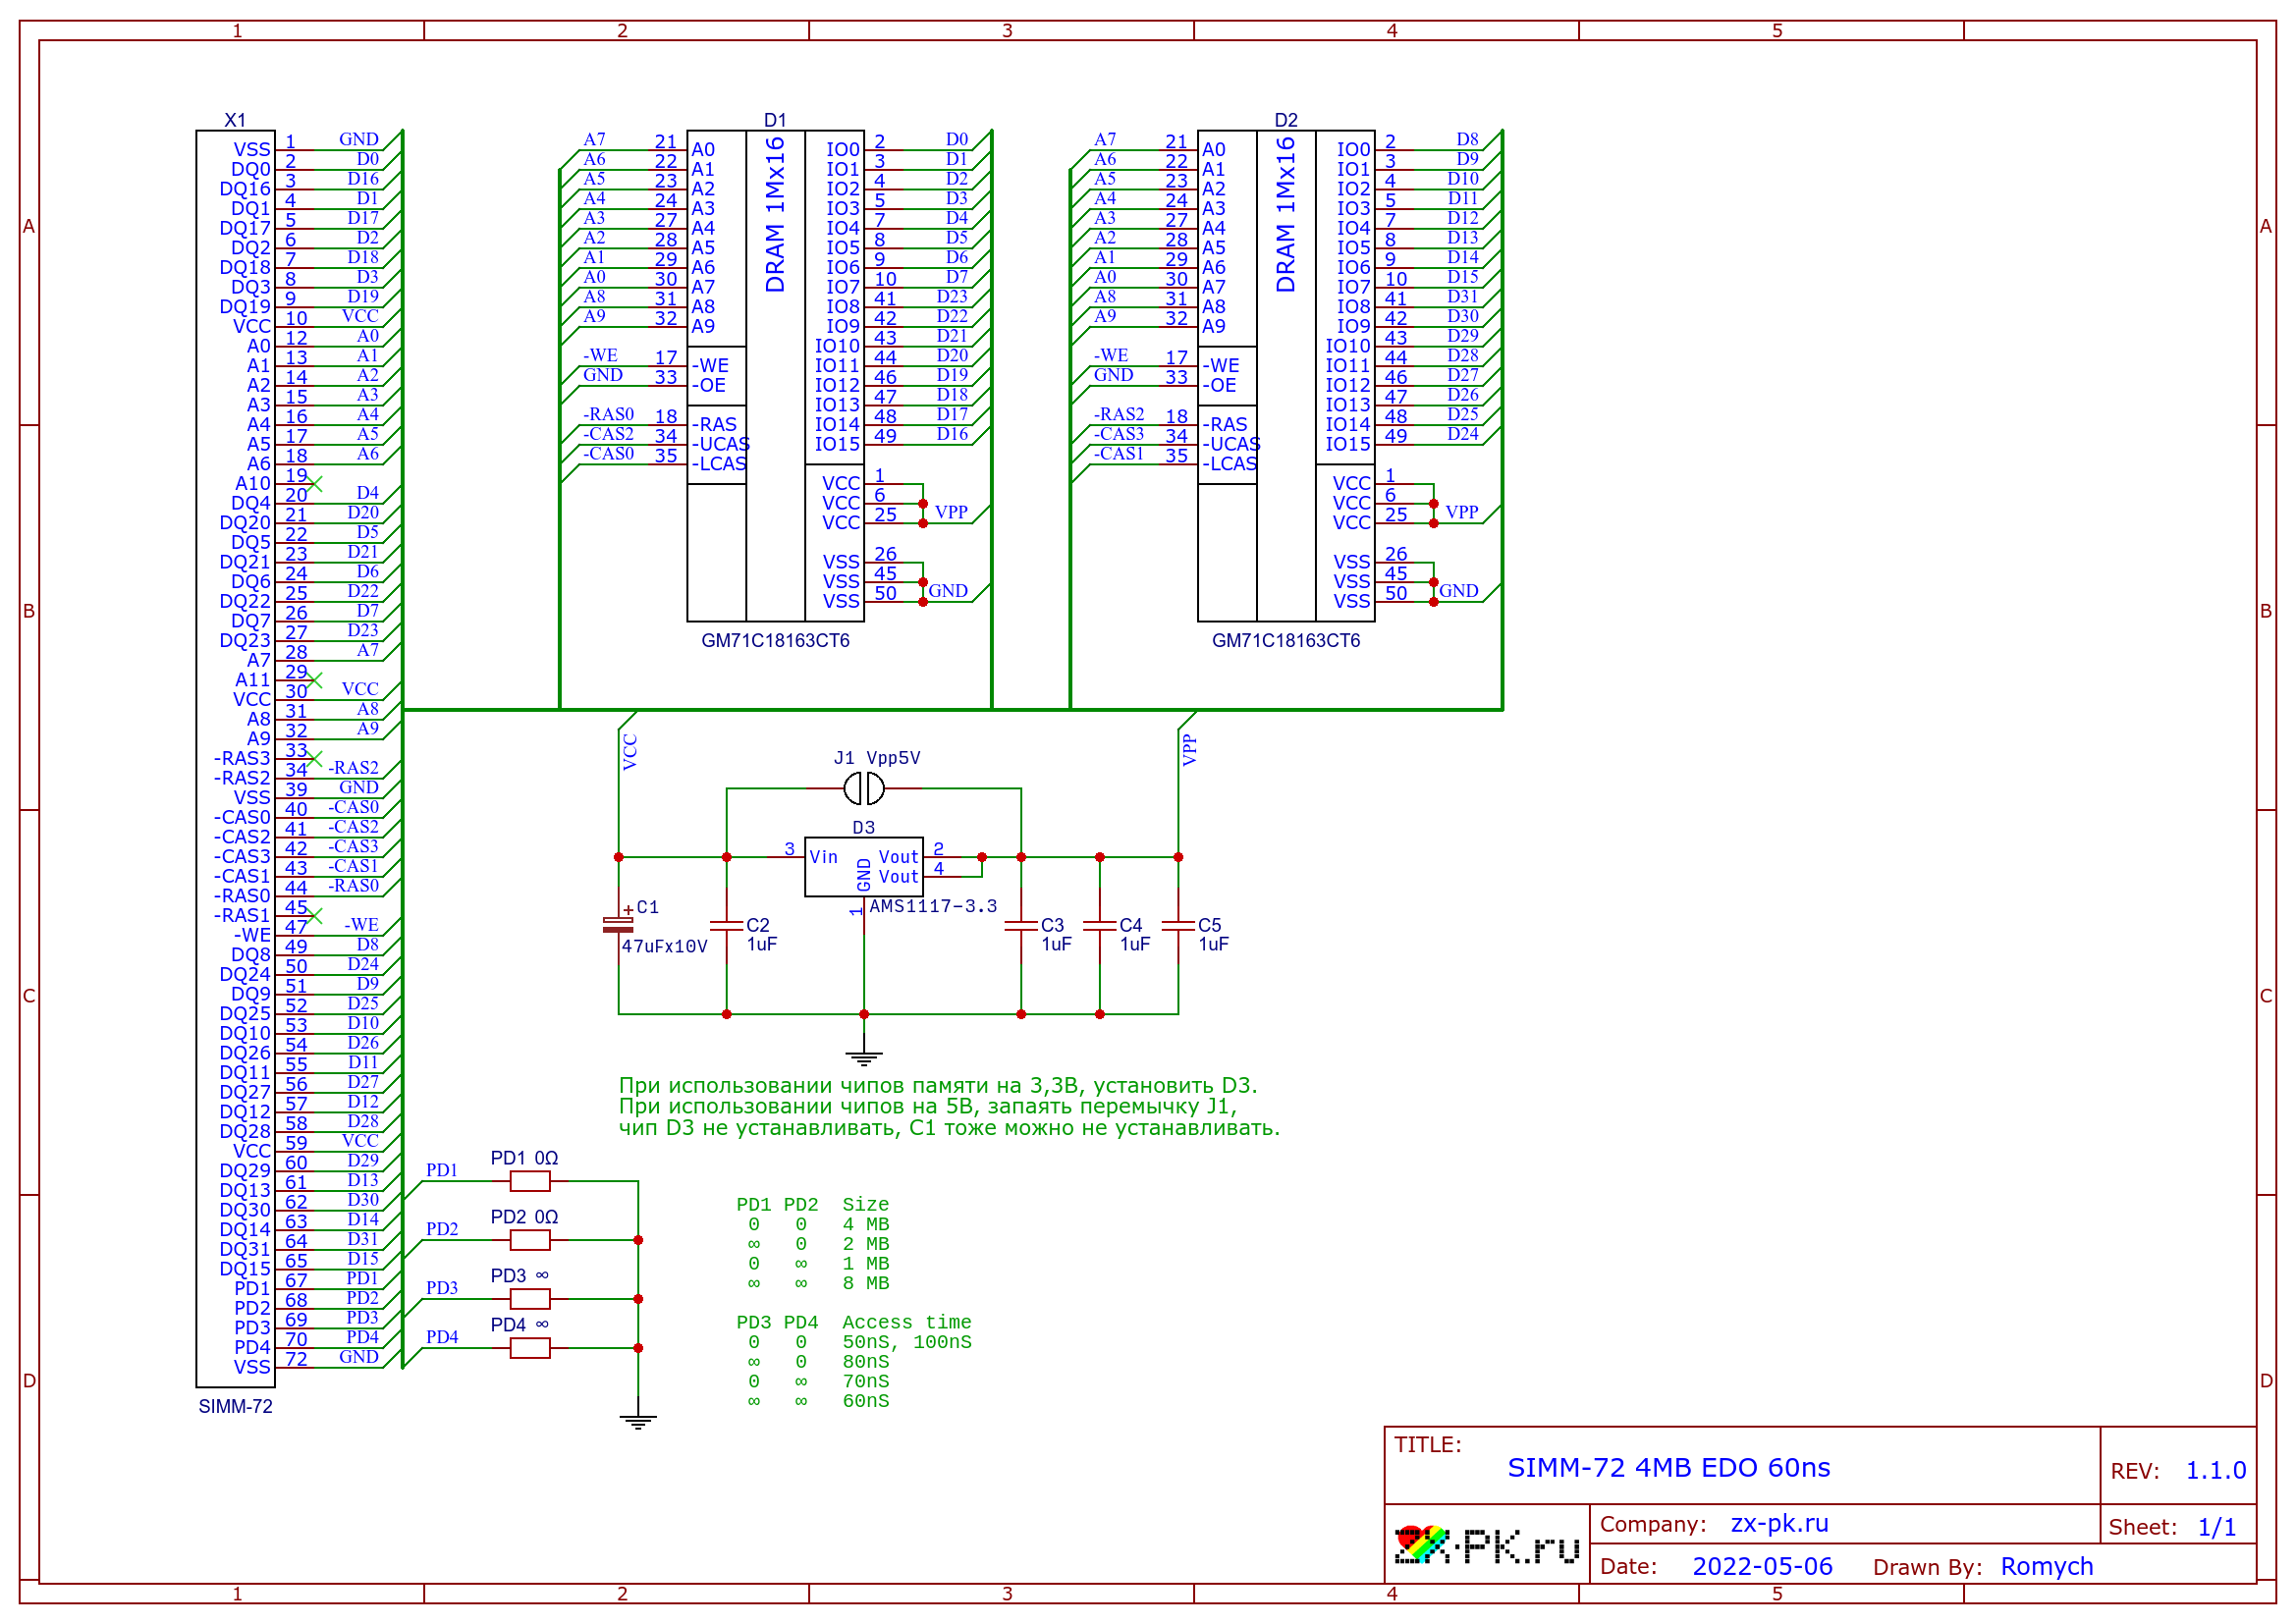 1 2 3 4 5
A A
B B
C C
D D
X1
VSS 1 GND
DQ0 2 D0
DQ16 3 D16
DQ1 4 D1
DQ17 5 D17
DQ2 6 D2
DQ18 7 D18
DQ3 8 D3
DQ19 9 D19
VCC 10 VCC
A0 12 A0
A1 13 A1
A2 14 A2
A3 15 A3
A4 16 A4
A5 17 A5
A6 18 A6
A10 19
DQ4 20 D4
DQ20 21 D20
DQ5 22 D5
DQ21 23 D21
DQ6 24 D6
DQ22 25 D22
DQ7 26 D7
DQ23 27 D23
A7 28 A7
A11 29
VCC 30 VCC
A8 31 A8
A9 32 A9
-RAS3 33
-RAS2 34 -RAS2
VSS 39 GND
-CAS0 40 -CAS0
-CAS2 41 -CAS2
-CAS3 42 -CAS3
-CAS1 43 -CAS1
-RAS0 44 -RAS0
-RAS1 45
-WE 47 -WE
DQ8 49 D8
DQ24 50 D24
DQ9 51 D9
DQ25 52 D25
DQ10 53 D10
DQ26 54 D26
DQ11 55 D11
DQ27 56 D27
DQ12 57 D12
DQ28 58 D28
VCC 59 VCC
DQ29 60 D29
DQ13 61 D13
DQ30 62 D30
DQ14 63 D14
DQ31 64 D31
DQ15 65 D15
PD1 67 PD1
PD2 68 PD2
PD3 69 PD3
PD4 70 PD4
VSS 72 GND
SIMM-72
D1
DRAM 1Mx16
A7 21 A0 IO0 2 D0
A6 22 A1 IO1 3 D1
A5 23 A2 IO2 4 D2
A4 24 A3 IO3 5 D3
A3 27 A4 IO4 7 D4
A2 28 A5 IO5 8 D5
A1 29 A6 IO6 9 D6
A0 30 A7 IO7 10 D7
A8 31 A8 IO8 41 D23
A9 32 A9 IO9 42 D22
IO10 43 D21
-WE 17 -WE IO11 44 D20
GND 33 -OE IO12 46 D19
IO13 47 D18
-RAS0 18 -RAS IO14 48 D17
-CAS2 34 -UCAS IO15 49 D16
-CAS0 35 -LCAS
VCC 1
VCC 6
VCC 25 VPP
VSS 26
VSS 45
VSS 50 GND
GM71C18163CT6
D2
DRAM 1Mx16
A7 21 A0 IO0 2 D8
A6 22 A1 IO1 3 D9
A5 23 A2 IO2 4 D10
A4 24 A3 IO3 5 D11
A3 27 A4 IO4 7 D12
A2 28 A5 IO5 8 D13
A1 29 A6 IO6 9 D14
A0 30 A7 IO7 10 D15
A8 31 A8 IO8 41 D31
A9 32 A9 IO9 42 D30
IO10 43 D29
-WE 17 -WE IO11 44 D28
GND 33 -OE IO12 46 D27
IO13 47 D26
-RAS2 18 -RAS IO14 48 D25
-CAS3 34 -UCAS IO15 49 D24
-CAS1 35 -LCAS
VCC 1
VCC 6
VCC 25 VPP
VSS 26
VSS 45
VSS 50 GND
GM71C18163CT6
VCC
VPP
J1 Vpp5V
D3
3 Vin Vout 2
Vout 4
GND
1
AMS1117-3.3
+ C1
47uFx10V
C2
1uF
C3
1uF
C4
1uF
C5
1uF
При использовании чипов памяти на 3,3В, установить D3.
При использовании чипов на 5В, запаять перемычку J1,
чип D3 не устанавливать, C1 тоже можно не устанавливать.
PD1 PD1 0Ω
PD2 PD2 0Ω
PD3 PD3 ∞
PD4 PD4 ∞
PD1 PD2 Size
0 0 4 MB
∞ 0 2 MB
0 ∞ 1 MB
∞ ∞ 8 MB
PD3 PD4 Access time
0 0 50nS, 100nS
∞ 0 80nS
0 ∞ 70nS
∞ ∞ 60nS
TITLE:
SIMM-72 4MB EDO 60ns
REV: 1.1.0
ZX-PK.ru
Company: zx-pk.ru
Sheet: 1/1
Date: 2022-05-06 Drawn By: Romych
1 2 3 4 5